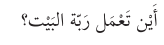 أَيْن تَعْمَل رَبّة البَيْت؟